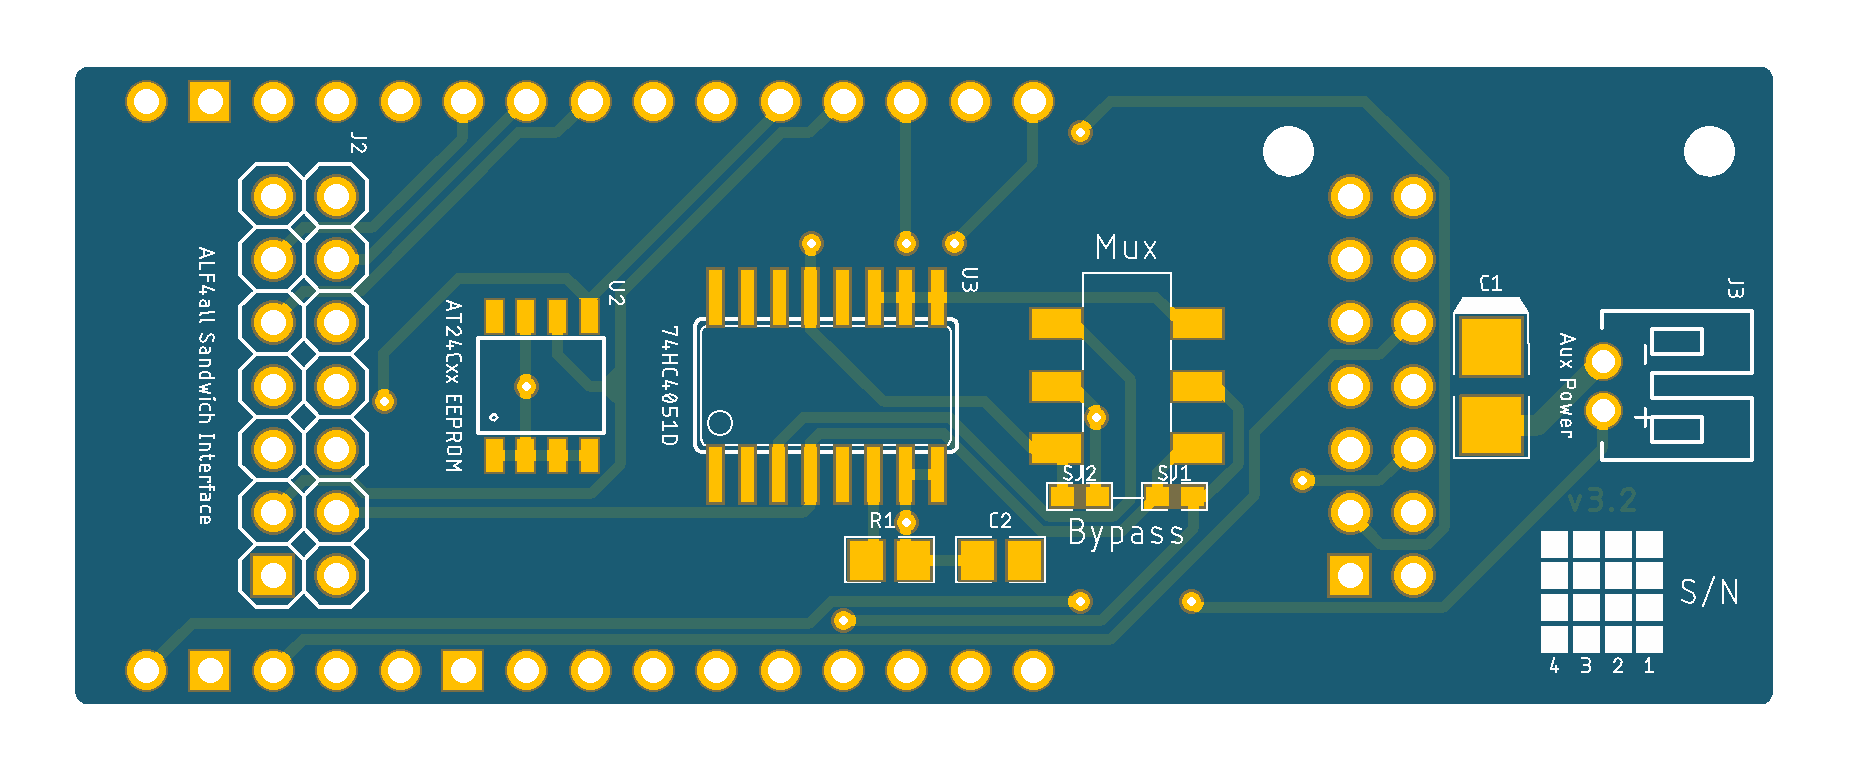 J2
ALF4all Sandwich Interface
AT24Cxx EEPROM
U2
74HC4051D
U3
Mux
SJ2
SJ1
Bypass
R1
C2
C1
J3
Aux Power
- +
v3.2
S/N
4 3 2 1